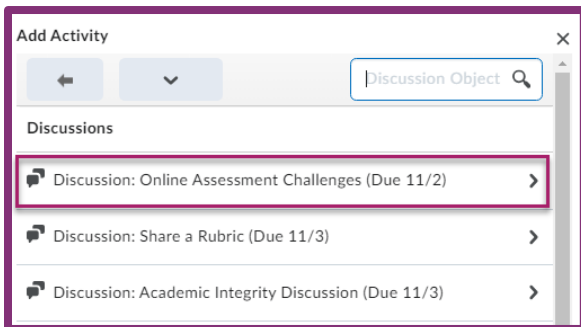 Add Activity
Discussion Object
Discussions
Discussion: Online Assessment Challenges (Due 11/2)
Discussion: Share a Rubric (Due 11/3)
Discussion: Academic Integrity Discussion (Due 11/3)